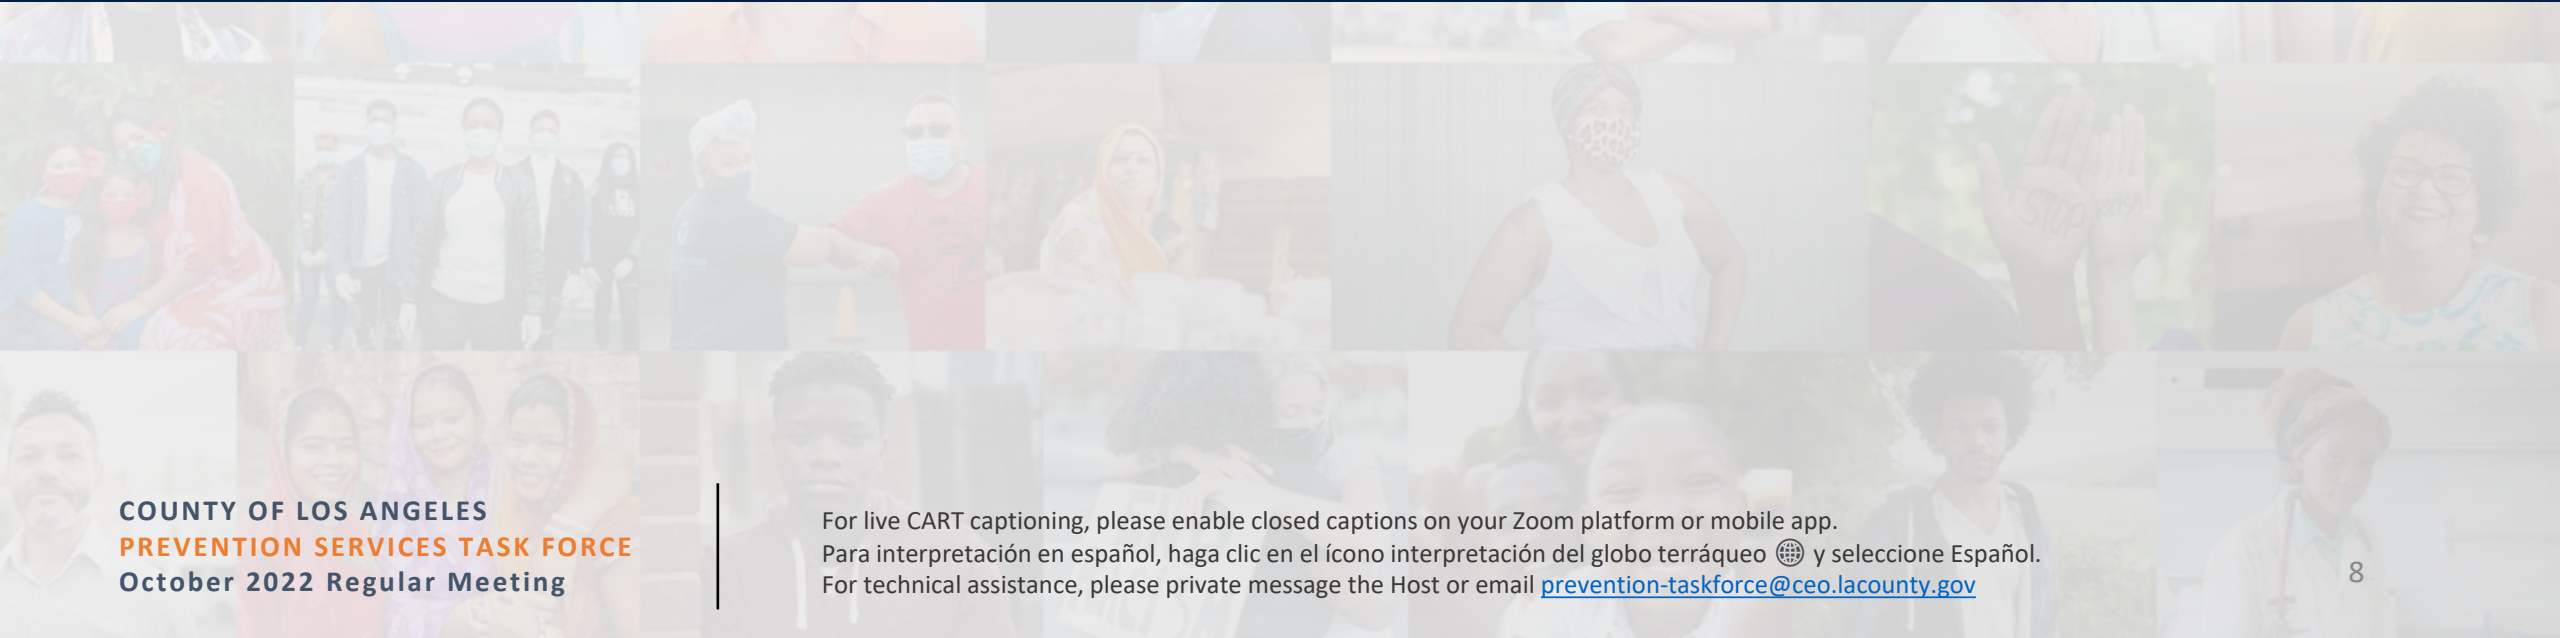 STOP
COUNTY OF LOS ANGELES
PREVENTION SERVICES TASK FORCE
October 2022 Regular Meeting
For live CART captioning, please enable closed captions on your Zoom platform or mobile app.
Para interpretación en español, haga clic en el ícono interpretación del globo terráqueo y seleccione Español.
For technical assistance, please private message the Host or email prevention-taskforce@ceo.lacounty.gov
8